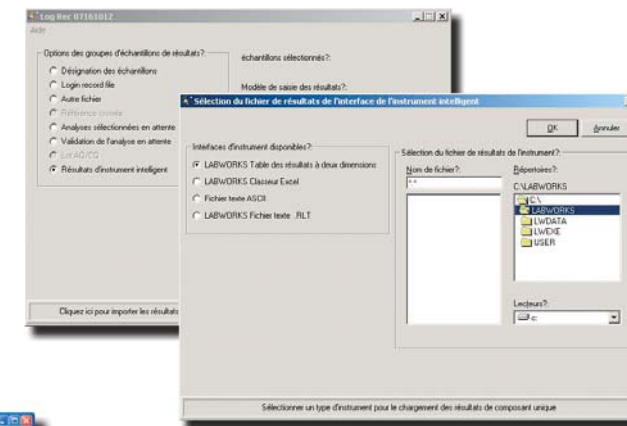 Log Rec 07161012
Aide
Options des groupes d'échantillons de résultats?:
Désignation des échantillons
Login record file
Autre fichier
Référence croisée
Analyses sélectionnées en attente
Validation de l'analyse en attente
Lot AQ/CQ
Résultats d'instrument intelligent
échantillons sélectionnés?:
Modèle de saisie des résultats?:
Cliquez ici pour importer les résultats
Sélection du fichier de résultats de l'interface de l'instrument intelligent
OK
Annuler
Interfaces d'instrument disponibles?:
LABWORKS Table des résultats à deux dimensions
LABWORKS Classeur Excel
Fichier texte ASCII
LABWORKS Fichier texte .RLT
Sélection du fichier de résultats de l'instrument?:
Nom de fichier?:
*.*
Répertoires?:
C:\LABWORKS
C:\
LABWORKS
LWDATA
LWEXE
USER
Lecteurs?:
c:
Sélectionner un type d'instrument pour le chargement des résultats de composant unique